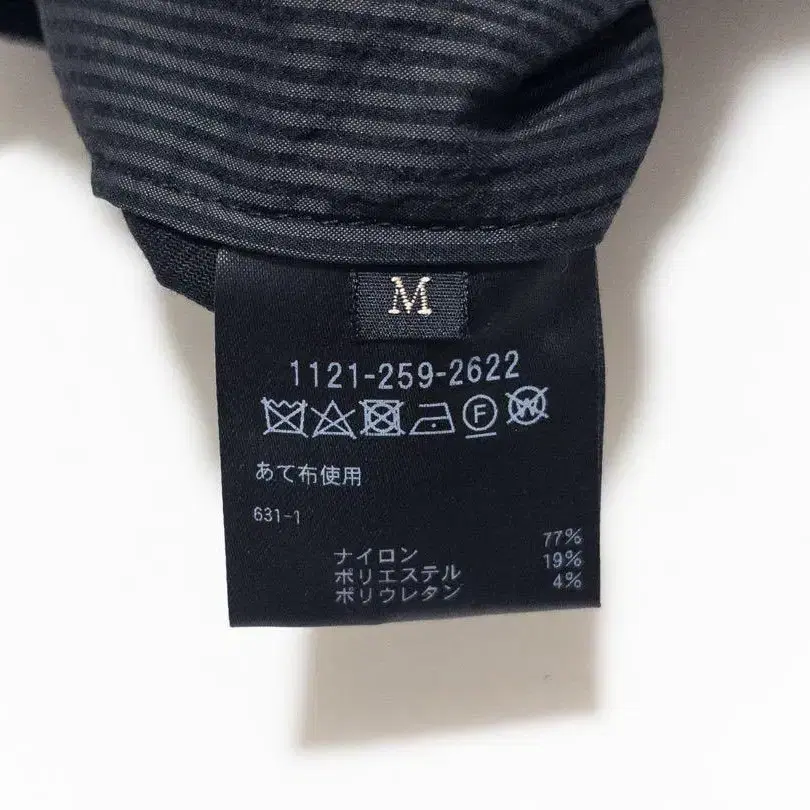 M
1121-259-2622
F W
あて布使用
631-1
77%
ナイロン 19%
ポリエステル 4%
ポリウレタン